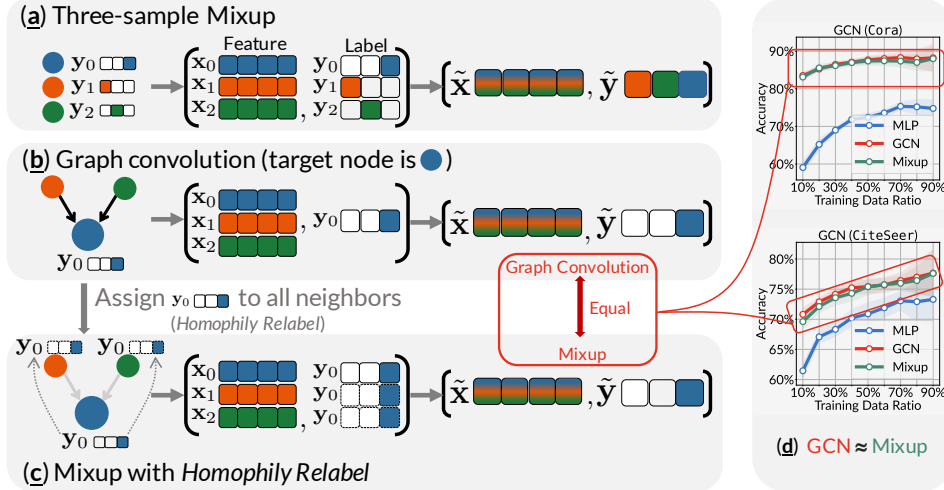 (a) Three-sample Mixup
Feature
Label
y0
y1
y2
x0
x1
x2
y0
y1
y2
,
x̃
, ỹ
(b) Graph convolution (target node is )
y0
x0
x1
x2
, y0
x̃
, ỹ
Assign y0 to all neighbors
(Homophily Relabel)
Graph Convolution
Equal
Mixup
y0
y0
y0
x0
x1
x2
y0
y0
y0
,
x̃
, ỹ
(c) Mixup with Homophily Relabel
GCN (Cora)
Accuracy
90%
80%
70%
60%
MLP
GCN
Mixup
10% 30% 50% 70% 90%
Training Data Ratio
GCN (CiteSeer)
Accuracy
80%
75%
70%
65%
60%
MLP
GCN
Mixup
10% 30% 50% 70% 90%
Training Data Ratio
(d) GCN ≈ Mixup